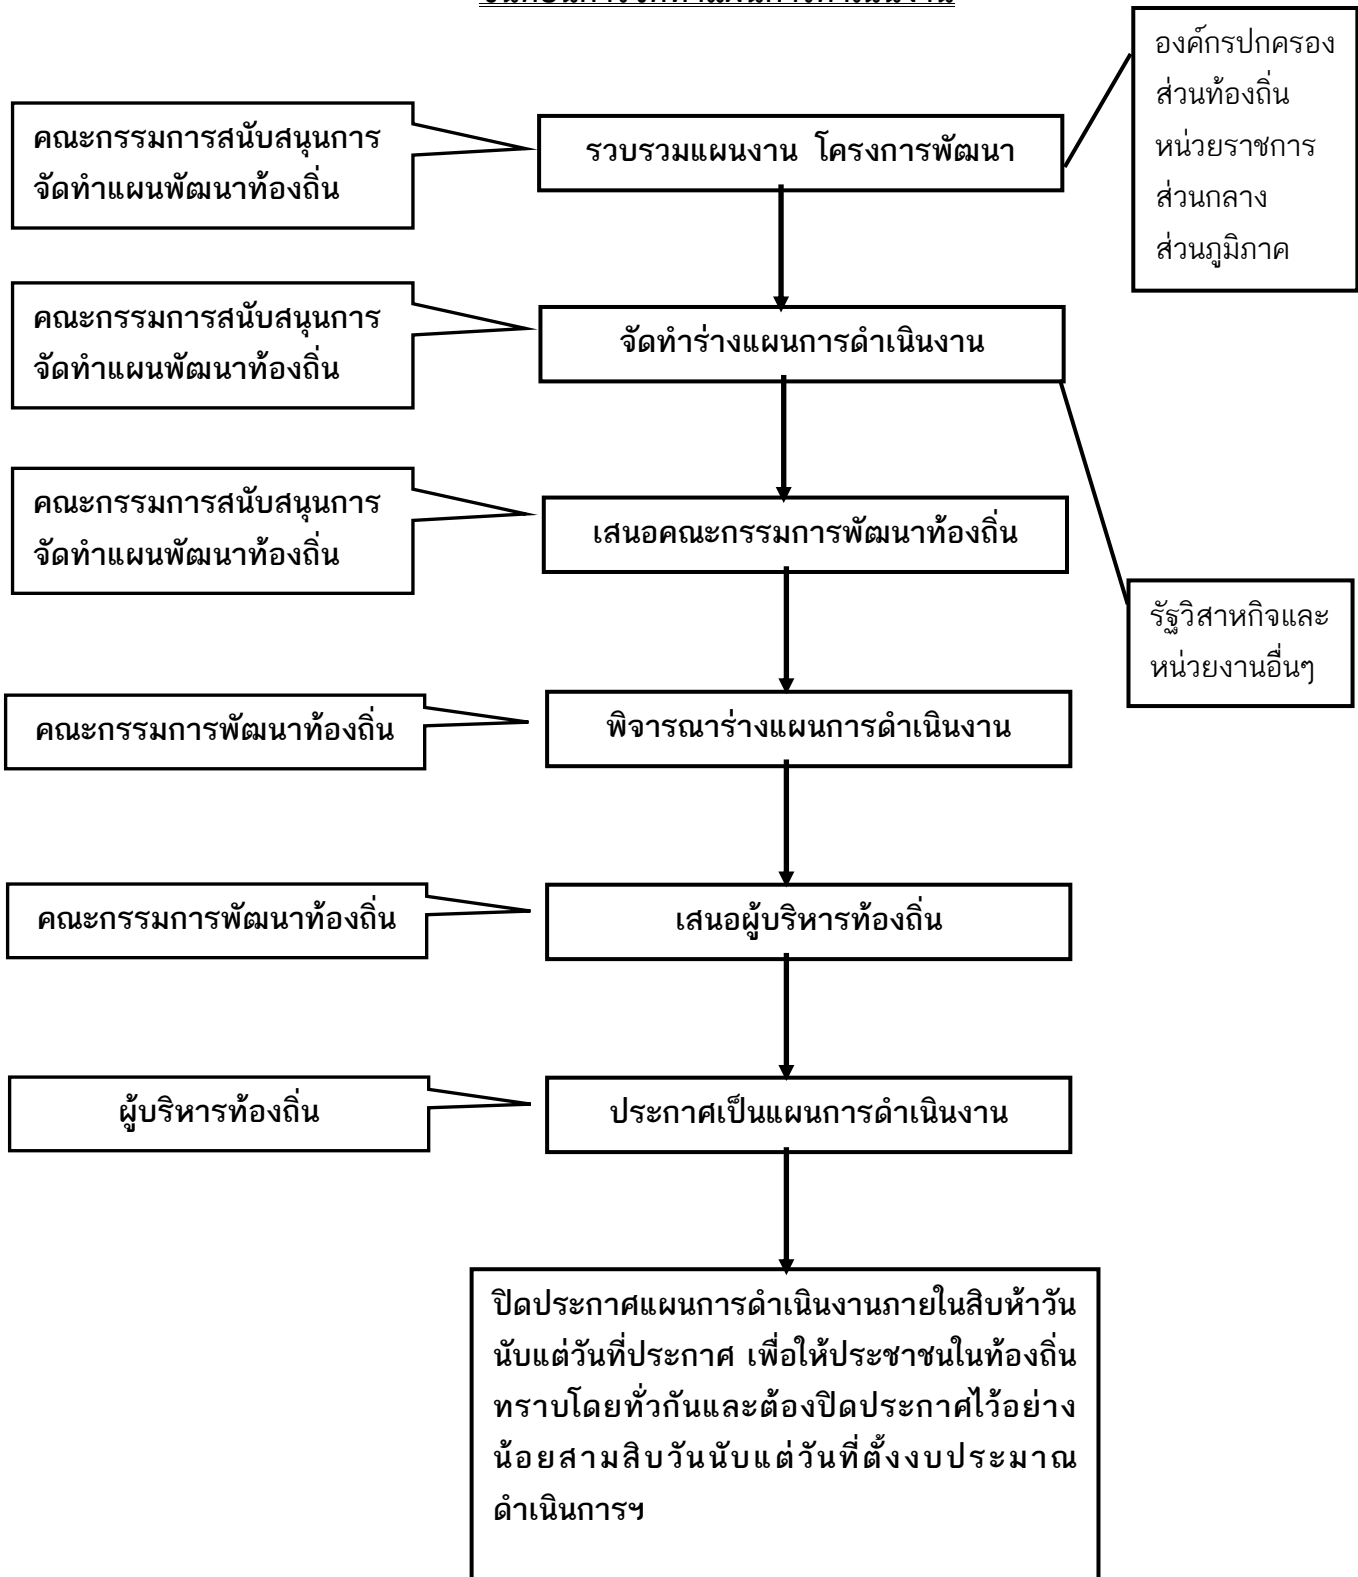 องค์กรปกครอง
ส่วนท้องถิ่น
หน่วยราชการ
ส่วนกลาง
ส่วนภูมิภาค
คณะกรรมการสนับสนุนการ
จัดทำแผนพัฒนาท้องถิ่น
รวบรวมแผนงาน โครงการพัฒนา
คณะกรรมการสนับสนุนการ
จัดทำแผนพัฒนาท้องถิ่น
จัดทำร่างแผนการดำเนินงาน
คณะกรรมการสนับสนุนการ
จัดทำแผนพัฒนาท้องถิ่น
เสนอคณะกรรมการพัฒนาท้องถิ่น
รัฐวิสาหกิจและ
หน่วยงานอื่นๆ
คณะกรรมการพัฒนาท้องถิ่น
พิจารณาร่างแผนการดำเนินงาน
คณะกรรมการพัฒนาท้องถิ่น
เสนอผู้บริหารท้องถิ่น
ผู้บริหารท้องถิ่น
ประกาศเป็นแผนการดำเนินงาน
ปิดประกาศแผนการดำเนินงานภายในสิบห้าวัน
นับแต่วันที่ประกาศ เพื่อให้ประชาชนในท้องถิ่น
ทราบโดยทั่วกันและต้องปิดประกาศไว้อย่าง
น้อยสามสิบวันนับแต่วันที่ตั้งงบประมาณ
ดำเนินการฯ